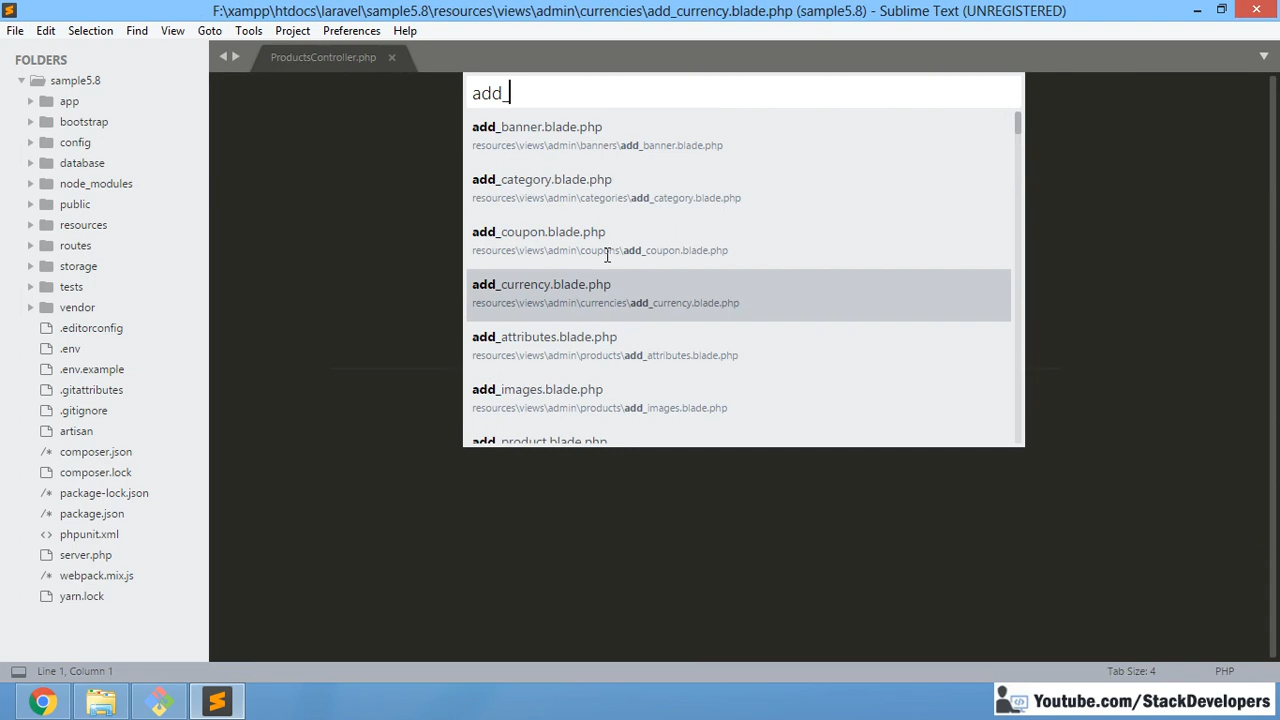 F:\xampp\htdocs\laravel\sample5.8\resources\views\admin\currencies\add_currency.blade.php (sample5.8) - Sublime Text (UNREGISTERED)
File Edit Selection Find View Goto Tools Project Preferences Help
FOLDERS
sample5.8
app
bootstrap
config
database
node_modules
public
resources
routes
storage
tests
vendor
.editorconfig
.env
.env.example
.gitattributes
.gitignore
artisan
/* composer.json
composer.lock
/* package-lock.json
/* package.json
<> phpunit.xml
server.php
/* webpack.mix.js
yarn.lock
ProductsController.php
add_
add_banner.blade.php
resources\views\admin\banners\add_banner.blade.php
add_category.blade.php
resources\views\admin\categories\add_category.blade.php
add_coupon.blade.php
resources\views\admin\coupons\add_coupon.blade.php
add_currency.blade.php
resources\views\admin\currencies\add_currency.blade.php
add_attributes.blade.php
resources\views\admin\products\add_attributes.blade.php
add_images.blade.php
resources\views\admin\products\add_images.blade.php
add_product.blade.php
Line 1, Column 1
Tab Size: 4
PHP
Youtube.com/StackDevelopers